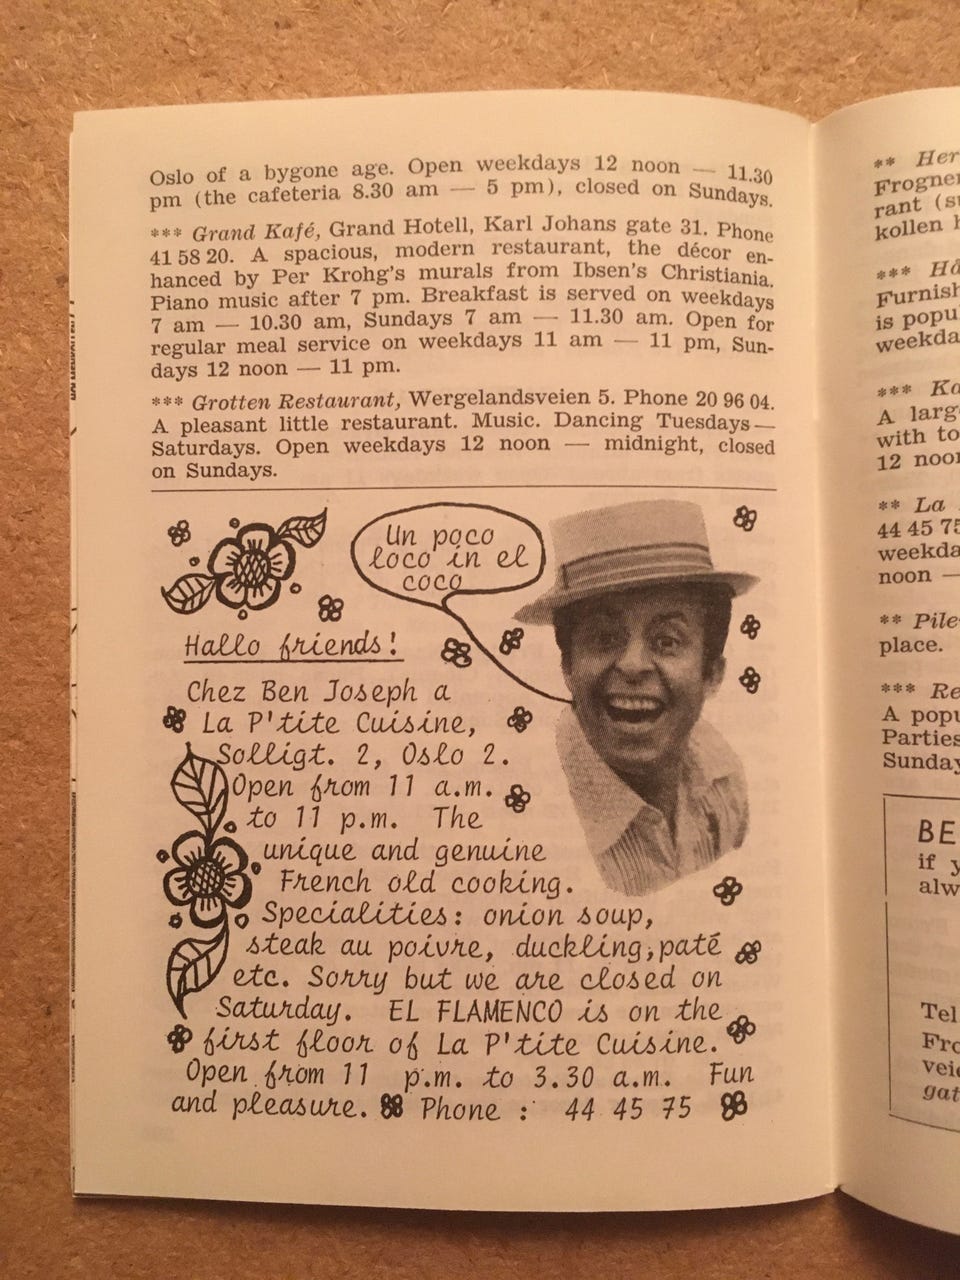 Oslo of a bygone age. Open weekdays 12 noon — 11.30
pm (the cafeteria 8.30 am — 5 pm), closed on Sundays.
*** Grand Kafé, Grand Hotell, Karl Johans gate 31. Phone
41 58 20. A spacious, modern restaurant, the décor en-
hanced by Per Krohg's murals from Ibsen's Christiania.
Piano music after 7 pm. Breakfast is served on weekdays
7 am — 10.30 am, Sundays 7 am — 11.30 am. Open for
regular meal service on weekdays 11 am — 11 pm, Sun-
days 12 noon — 11 pm.
*** Grotten Restaurant, Wergelandsveien 5. Phone 20 96 04.
A pleasant little restaurant. Music. Dancing Tuesdays—
Saturdays. Open weekdays 12 noon — midnight, closed
on Sundays.
Un poco
loco in el
coco
Hallo friends!
Chez Ben Joseph a
La P'tite Cuisine,
Solligt. 2, Oslo 2.
Open from 11 a.m.
to 11 p.m. The
unique and genuine
French old cooking.
Specialities: onion soup,
steak au poivre, duckling, paté
etc. Sorry but we are closed on
Saturday. EL FLAMENCO is on the
first floor of La P'tite Cuisine.
Open from 11 p.m. to 3.30 a.m. Fun
and pleasure. Phone : 44 45 75
** Her
Frogner
rant (s
kollen
*** Hå
Furnish
is popu
weekda
*** Ka
A larg
with to
12 noon
** La
44 45 75
weekda
noon —
** Pile
place.
*** Re
A popu
Parties
Sunday
BE
if y
alw
Tel
Fro
veie
gat